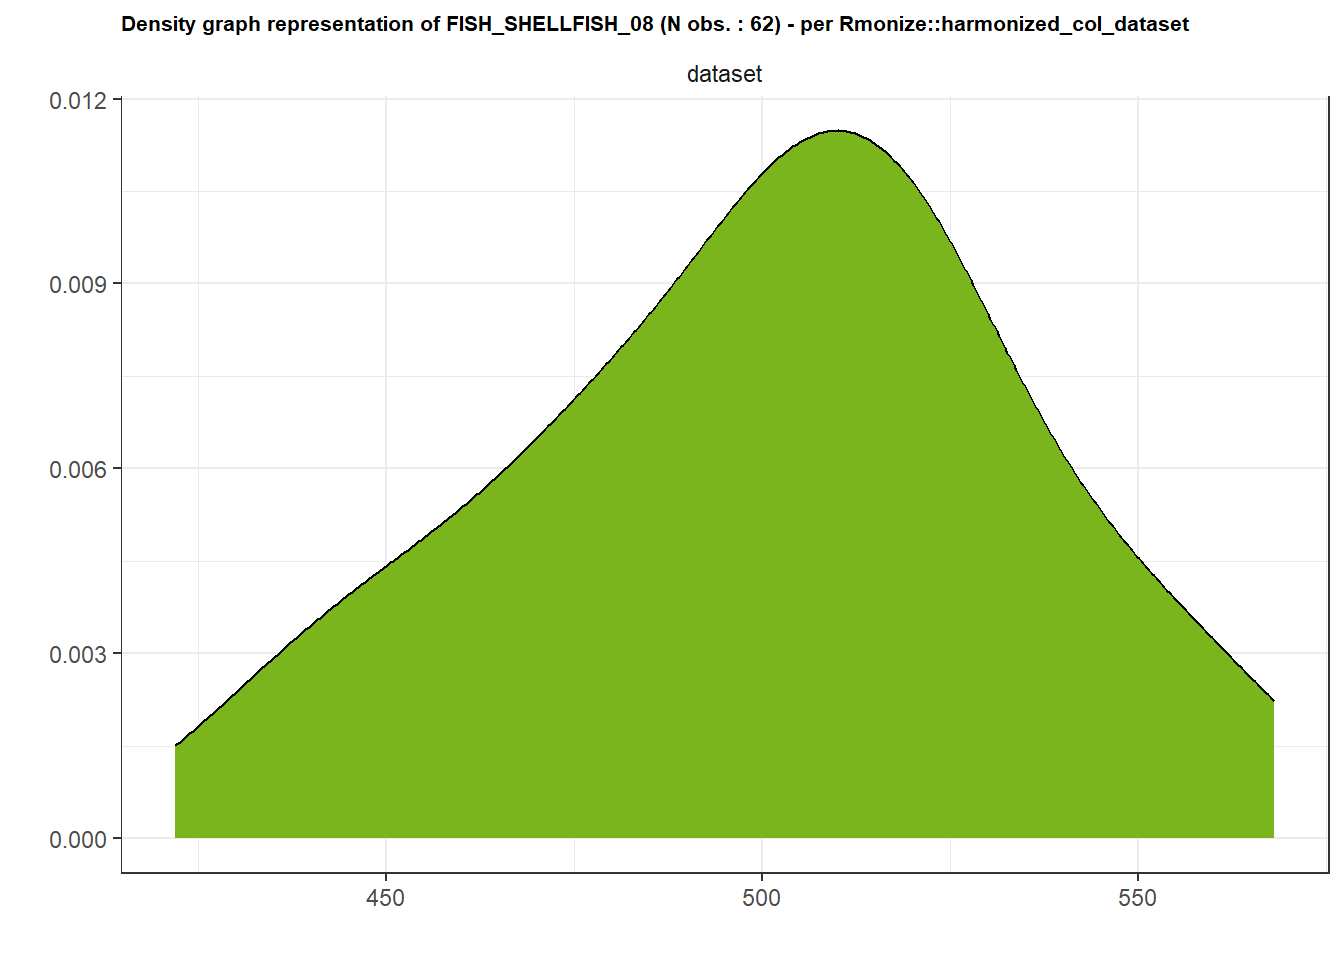 Density graph representation of FISH_SHELLFISH_08 (N obs. : 62) - per Rmonize::harmonized_col_dataset
dataset
0.012
0.009
0.006
0.003
0.000
450 500 550